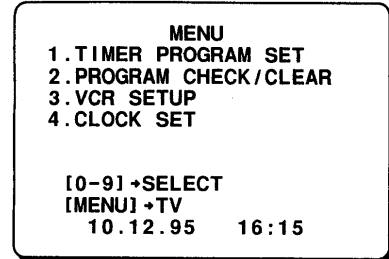 MENU
1.TIMER PROGRAM SET
2.PROGRAM CHECK/CLEAR
3.VCR SETUP
4.CLOCK SET
[0-9]→SELECT
[MENU]→TV
10.12.95 16:15